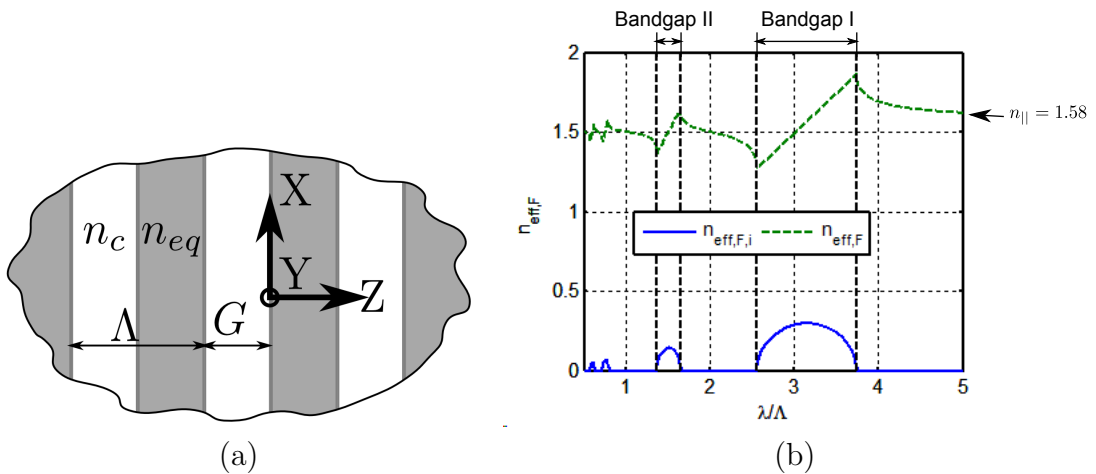 Bandgap II Bandgap I
2
1.5
1
0.5
0
n_eff,F
n_|| = 1.58
n_eff,F,i n_eff,F
1 2 3 4 5
λ/Λ
X
n_c n_eq
Y
Z
Λ G
(a) (b)